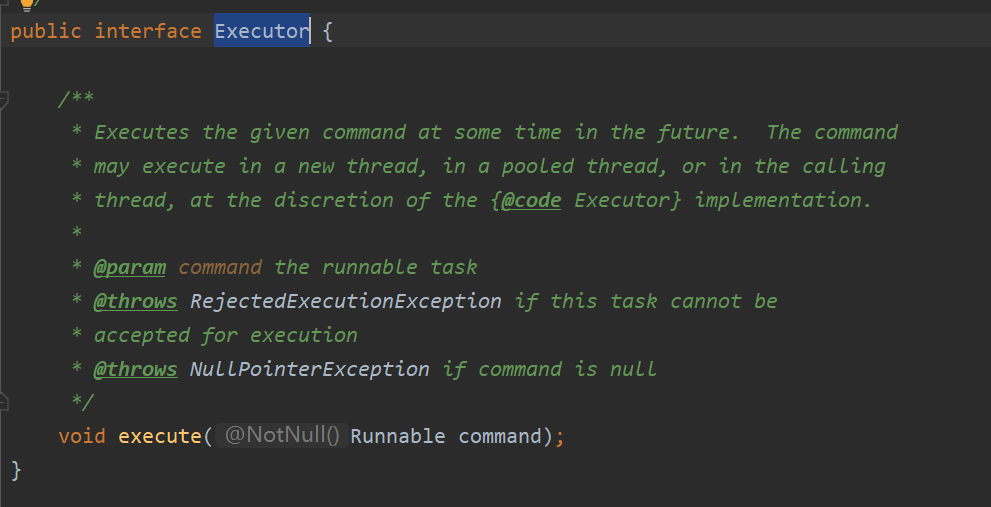 public interface Executor {
/**
* Executes the given command at some time in the future.  The command
* may execute in a new thread, in a pooled thread, or in the calling
* thread, at the discretion of the {@code Executor} implementation.
*
* @param command the runnable task
* @throws RejectedExecutionException if this task cannot be
* accepted for execution
* @throws NullPointerException if command is null
*/
void execute( @NotNull() Runnable command);
}